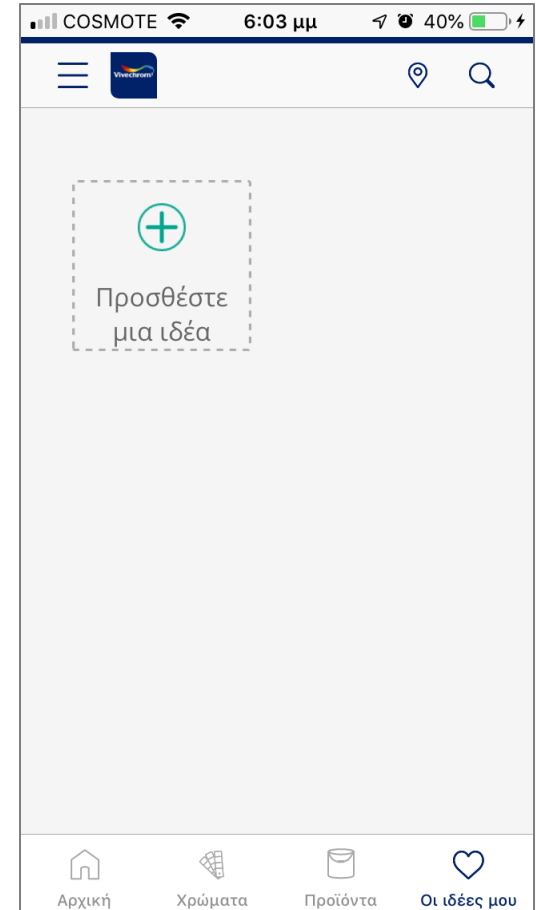 COSMOTE 6:03 μμ 40%
Vivechrom
Προσθέστε
μια ιδέα
Αρχική Χρώματα Προϊόντα Οι ιδέες μου